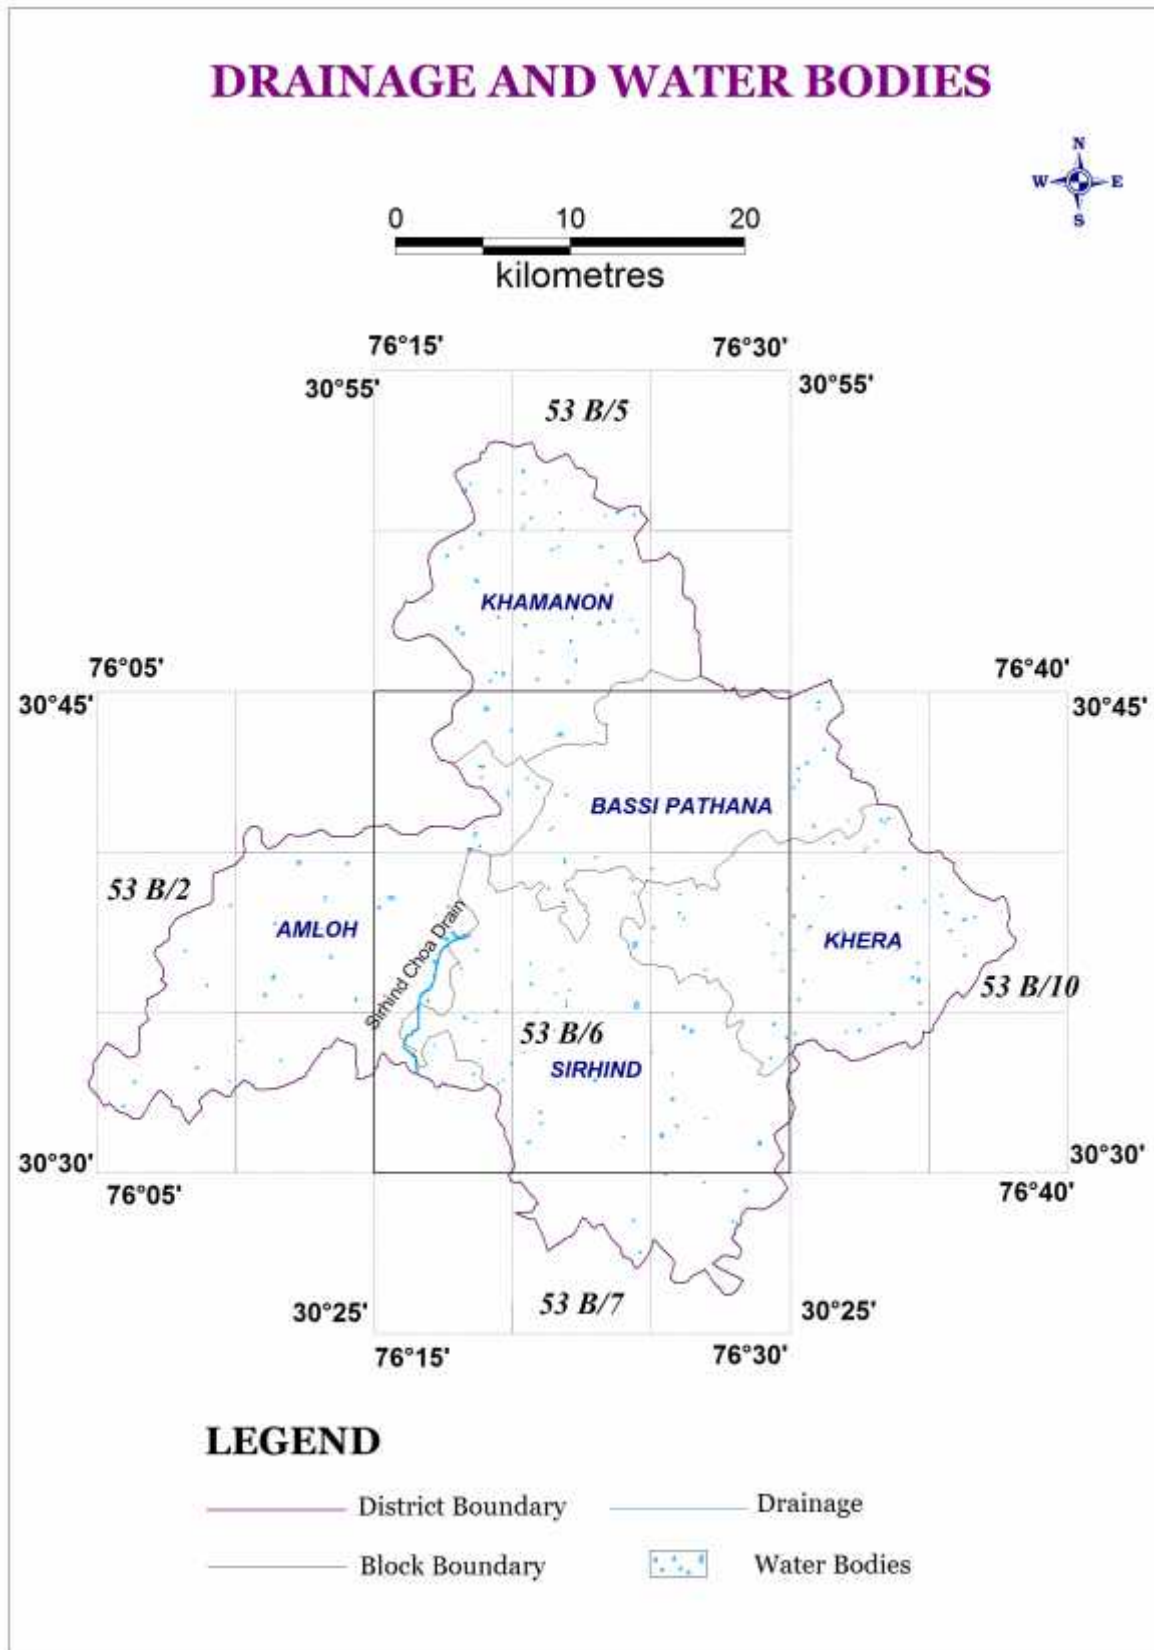 DRAINAGE AND WATER BODIES
N
W E
S
0 10 20
kilometres
76°15' 76°30'
30°55' 30°55'
53 B/5
KHAMANON
76°05' 76°40'
30°45' 30°45'
BASSI PATHANA
53 B/2
AMLOH
Sirhind Choa Drain
KHERA
53 B/10
53 B/6
SIRHIND
30°30' 30°30'
76°05' 76°40'
53 B/7
30°25' 30°25'
76°15' 76°30'
LEGEND
District Boundary Drainage
Block Boundary Water Bodies